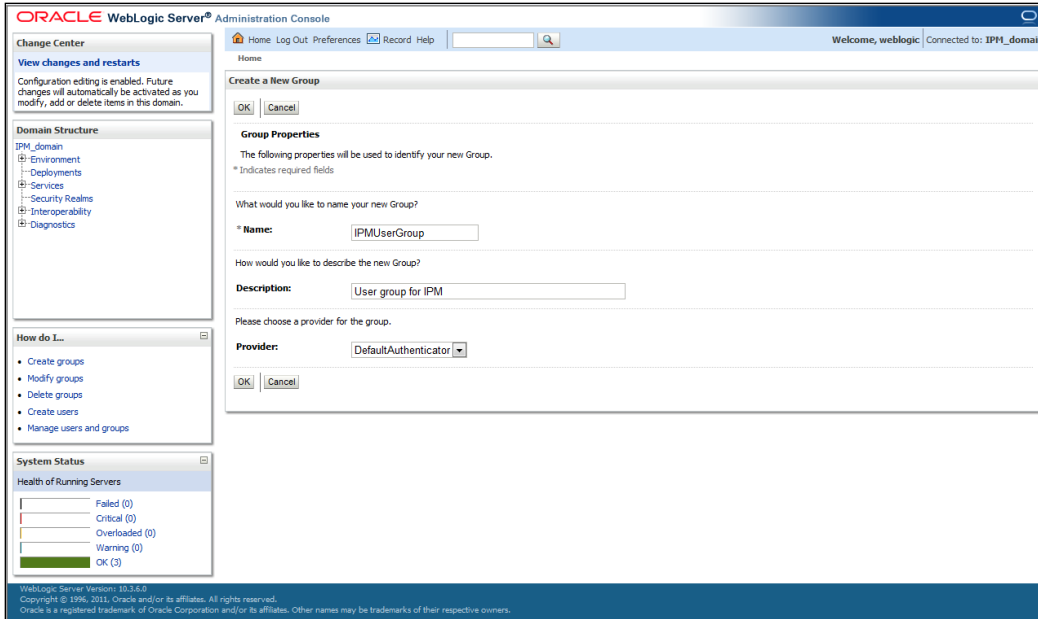 ORACLE WebLogic Server® Administration Console
Change Center
View changes and restarts
Configuration editing is enabled. Future
changes will automatically be activated as you
modify, add or delete items in this domain.
Domain Structure
IPM_domain
Environment
Deployments
Services
Security Realms
Interoperability
Diagnostics
How do I...
Create groups
Modify groups
Delete groups
Create users
Manage users and groups
System Status
Health of Running Servers
Failed (0)
Critical (0)
Overloaded (0)
Warning (0)
OK (3)
Home Log Out Preferences Record Help
Welcome, weblogic Connected to: IPM_domai
Home
Create a New Group
OK Cancel
Group Properties
The following properties will be used to identify your new Group.
* Indicates required fields
What would you like to name your new Group?
* Name: IPMUserGroup
How would you like to describe the new Group?
Description: User group for IPM
Please choose a provider for the group.
Provider: DefaultAuthenticator
OK Cancel
WebLogic Server Version: 10.3.6.0
Copyright © 1996, 2011, Oracle and/or its affiliates. All rights reserved.
Oracle is a registered trademark of Oracle Corporation and/or its affiliates. Other names may be trademarks of their respective owners.